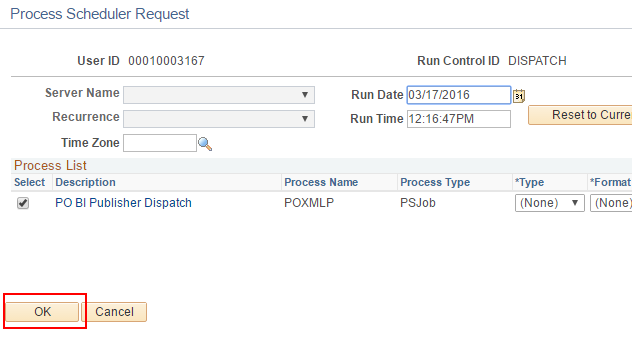 Process Scheduler Request
User ID 00010003167 Run Control ID DISPATCH
Server Name Run Date 03/17/2016 31
Recurrence Run Time 12:16:47PM Reset to Curre
Time Zone
Process List
Select Description Process Name Process Type *Type *Format
PO BI Publisher Dispatch POXMLP PSJob (None) (None)
OK Cancel